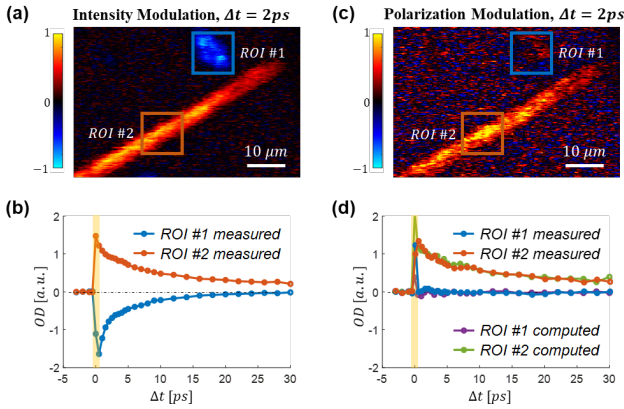 (a) Intensity Modulation, Δt = 2ps
1
0
−1
ROI #1
ROI #2
10 μm
(c) Polarization Modulation, Δt = 2ps
1
0
−1
ROI #1
ROI #2
10 μm
(b)
OD [a.u.]
2
1
0
-1
-2
ROI #1 measured
ROI #2 measured
-5 0 5 10 15 20 25 30
Δt [ps]
(d)
OD [a.u.]
2
1
0
-1
-2
ROI #1 measured
ROI #2 measured
ROI #1 computed
ROI #2 computed
-5 0 5 10 15 20 25 30
Δt [ps]